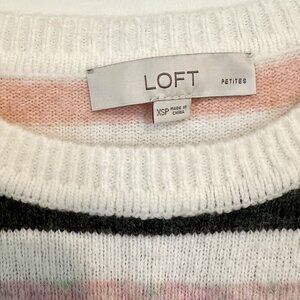 LOFT PETITES
XSP MADE IN
CHINA